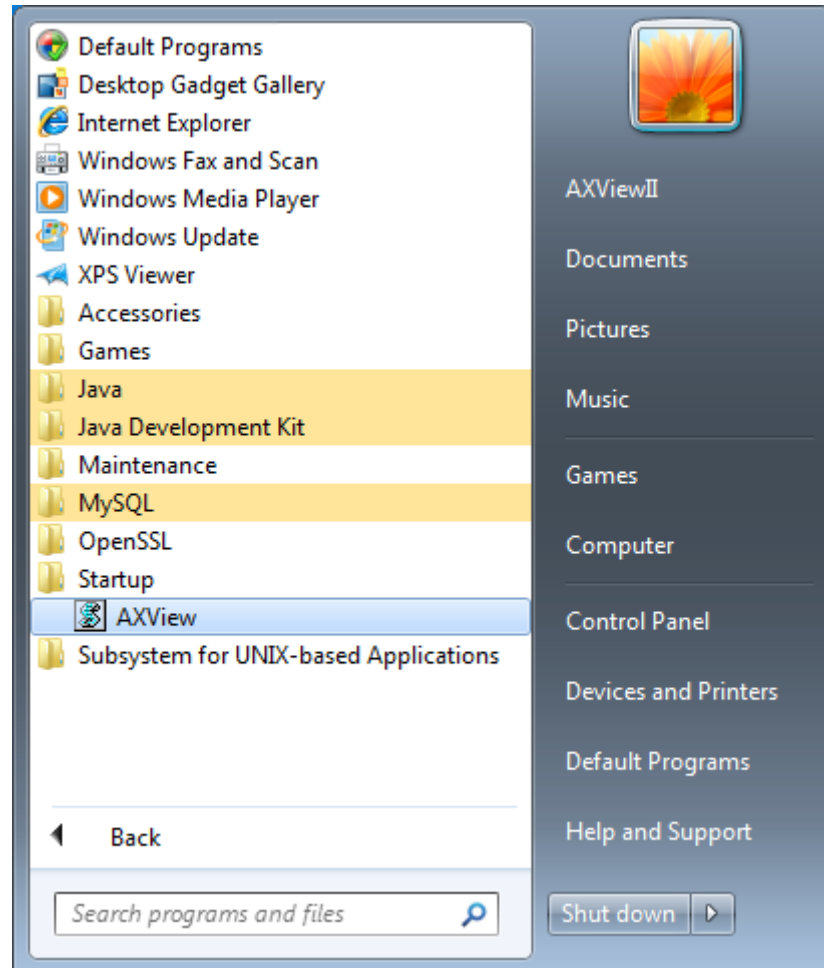 Default Programs
Desktop Gadget Gallery
Internet Explorer
Windows Fax and Scan
Windows Media Player
Windows Update
XPS Viewer
Accessories
Games
Java
Java Development Kit
Maintenance
MySQL
OpenSSL
Startup
AXView
Subsystem for UNIX-based Applications
Back
Search programs and files
AXViewII
Documents
Pictures
Music
Games
Computer
Control Panel
Devices and Printers
Default Programs
Help and Support
Shut down